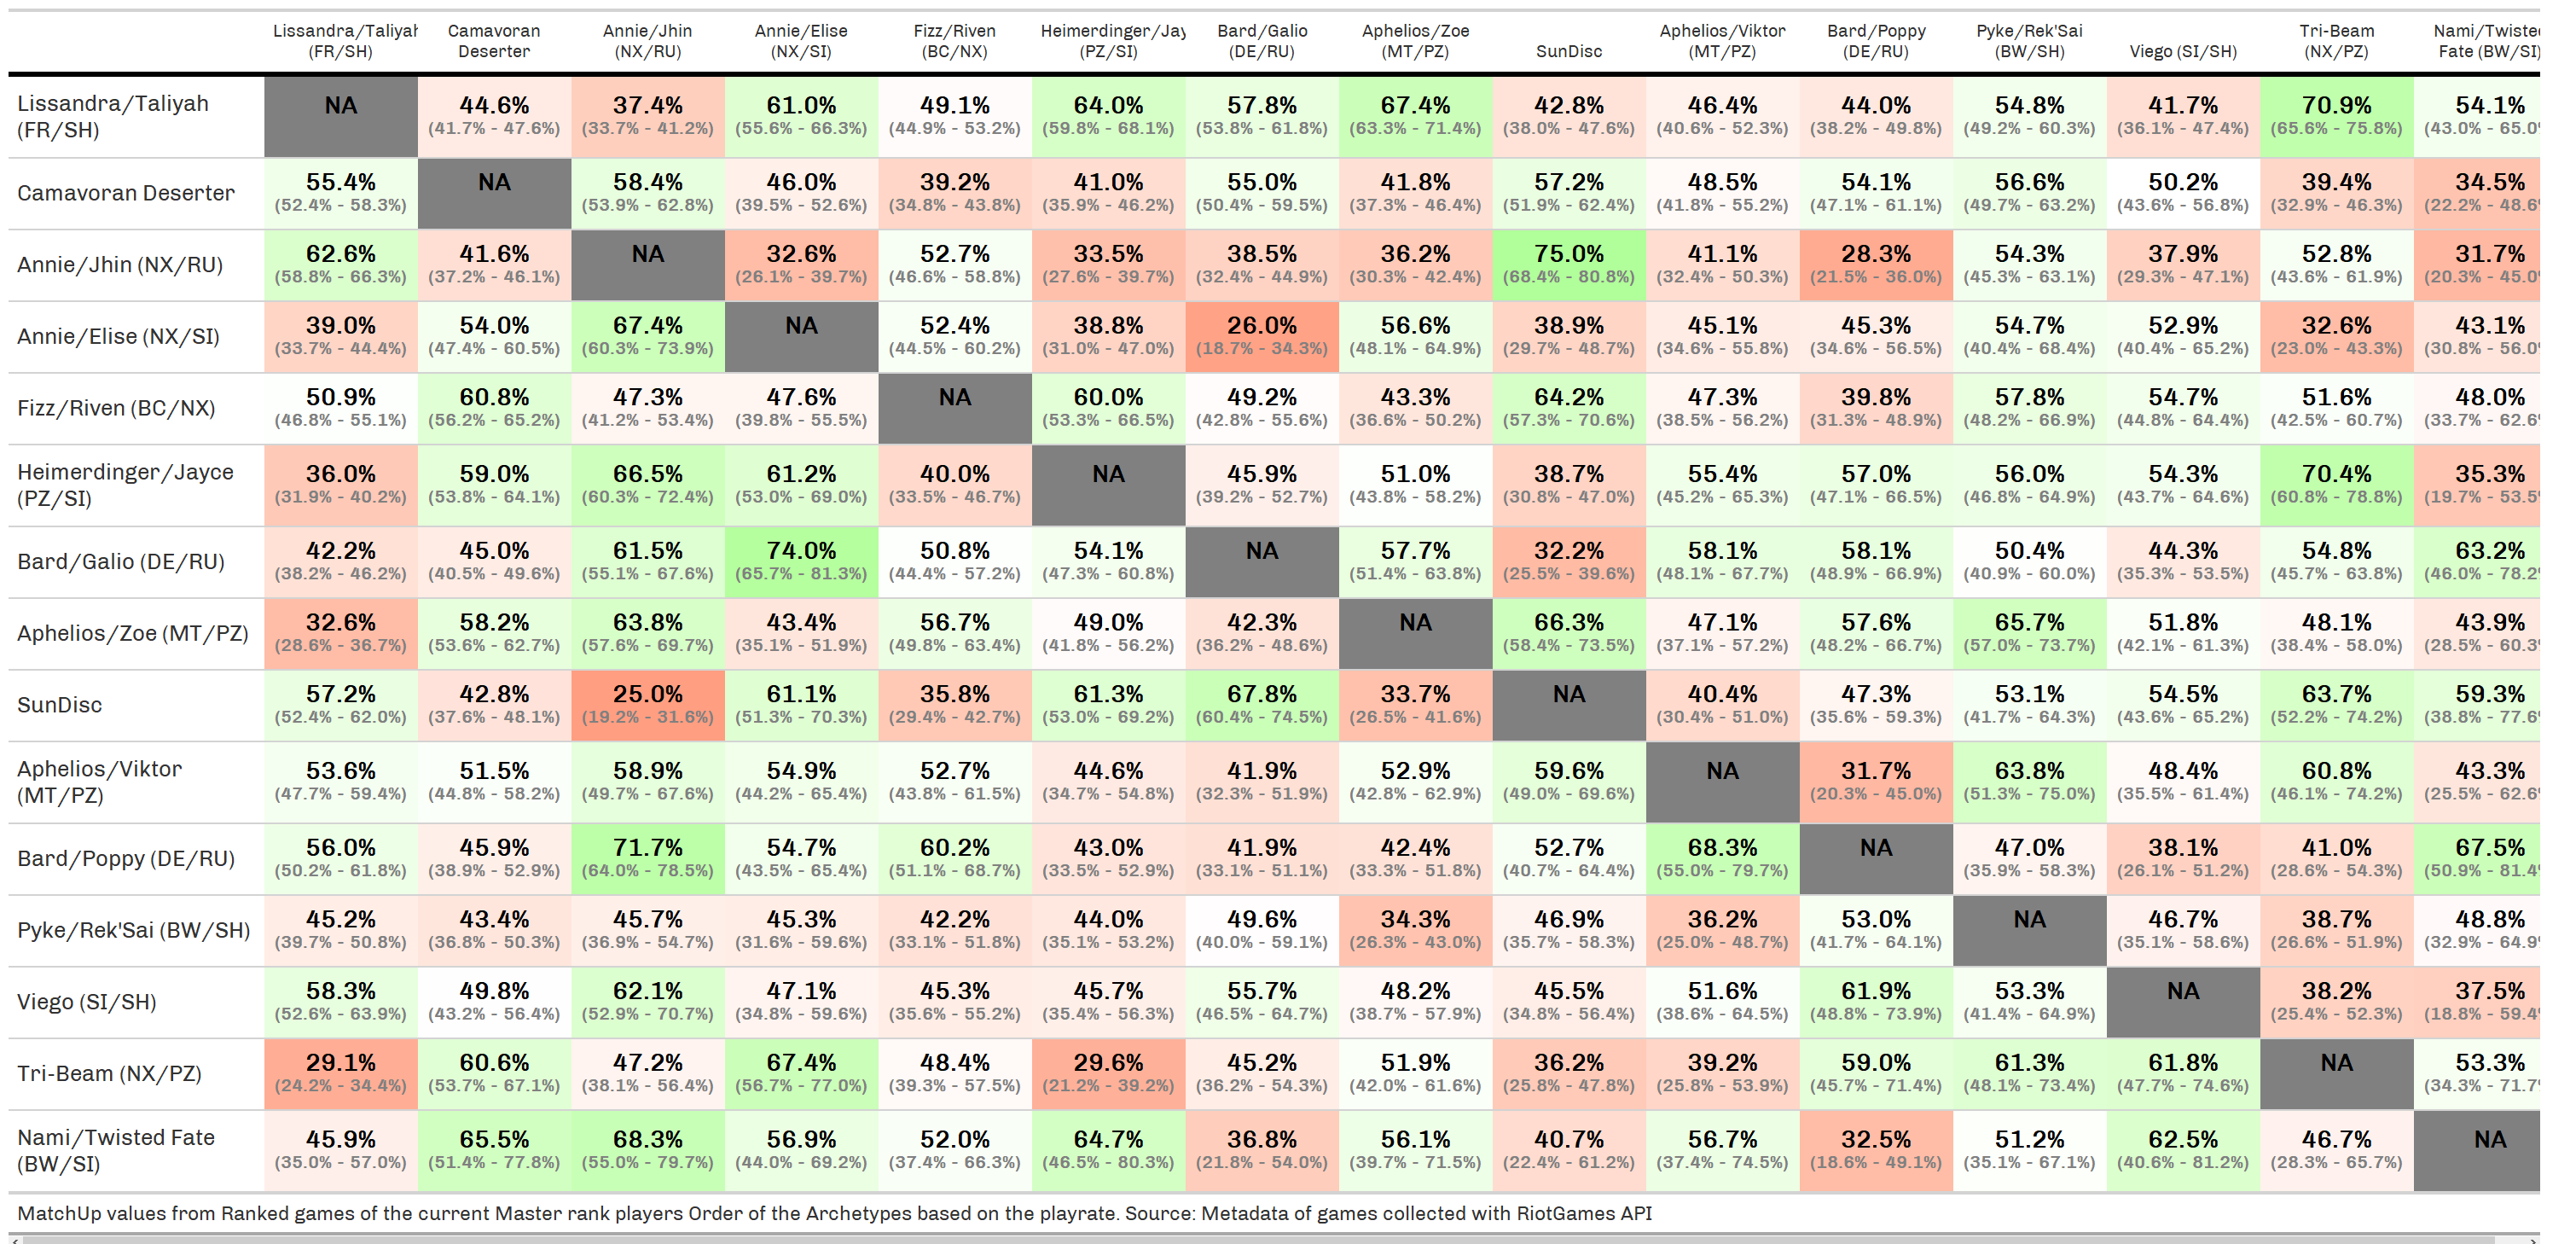 Lissandra/Taliyah Camavoran Annie/Jhin Annie/Elise Fizz/Riven Heimerdinger/Jay Bard/Galio Aphelios/Zoe SunDisc Aphelios/Viktor Bard/Poppy Pyke/Rek'Sai Viego (SI/SH) Tri-Beam Nami/Twisted
(FR/SH) Deserter (NX/RU) (NX/SI) (BC/NX) (PZ/SI) (DE/RU) (MT/PZ) (MT/PZ) (DE/RU) (BW/SH) (NX/PZ) Fate (BW/SI)
Lissandra/Taliyah (FR/SH) NA 44.6% 37.4% 61.0% 49.1% 64.0% 57.8% 67.4% 42.8% 46.4% 44.0% 54.8% 41.7% 70.9% 54.1%
(41.7% - 47.6%) (33.7% - 41.2%) (55.6% - 66.3%) (44.9% - 53.2%) (59.8% - 68.1%) (53.8% - 61.8%) (63.3% - 71.4%) (38.0% - 47.6%) (40.6% - 52.3%) (38.2% - 49.8%) (49.2% - 60.3%) (36.1% - 47.4%) (65.6% - 75.8%) (43.0% - 65.0%
Camavoran Deserter 55.4% NA 58.4% 46.0% 39.2% 41.0% 55.0% 41.8% 57.2% 48.5% 54.1% 56.6% 50.2% 39.4% 34.5%
(52.4% - 58.3%) (53.9% - 62.8%) (39.5% - 52.6%) (34.8% - 43.8%) (35.9% - 46.2%) (50.4% - 59.5%) (37.3% - 46.4%) (51.9% - 62.4%) (41.8% - 55.2%) (47.1% - 61.1%) (49.7% - 63.2%) (43.6% - 56.8%) (32.9% - 46.3%) (22.2% - 48.6%
Annie/Jhin (NX/RU) 62.6% 41.6% NA 32.6% 52.7% 33.5% 38.5% 36.2% 75.0% 41.1% 28.3% 54.3% 37.9% 52.8% 31.7%
(58.8% - 66.3%) (37.2% - 46.1%) (26.1% - 39.7%) (46.6% - 58.8%) (27.6% - 39.7%) (32.4% - 44.9%) (30.3% - 42.4%) (68.4% - 80.8%) (32.4% - 50.3%) (21.5% - 36.0%) (45.3% - 63.1%) (29.3% - 47.1%) (43.6% - 61.9%) (20.3% - 45.0%
Annie/Elise (NX/SI) 39.0% 54.0% 67.4% NA 52.4% 38.8% 26.0% 56.6% 38.9% 45.1% 45.3% 54.7% 52.9% 32.6% 43.1%
(33.7% - 44.4%) (47.4% - 60.5%) (60.3% - 73.9%) (44.5% - 60.2%) (31.0% - 47.0%) (18.7% - 34.3%) (48.1% - 64.9%) (29.7% - 48.7%) (34.6% - 55.8%) (34.6% - 56.5%) (40.4% - 68.4%) (40.4% - 65.2%) (23.0% - 43.3%) (30.8% - 56.0%
Fizz/Riven (BC/NX) 50.9% 60.8% 47.3% 47.6% NA 60.0% 49.2% 43.3% 64.2% 47.3% 39.8% 57.8% 54.7% 51.6% 48.0%
(46.8% - 55.1%) (56.2% - 65.2%) (41.2% - 53.4%) (39.8% - 55.5%) (53.3% - 66.5%) (42.8% - 55.6%) (36.6% - 50.2%) (57.3% - 70.6%) (38.5% - 56.2%) (31.3% - 48.9%) (48.2% - 66.9%) (44.8% - 64.4%) (42.5% - 60.7%) (33.7% - 62.6%
Heimerdinger/Jayce (PZ/SI) 36.0% 59.0% 66.5% 61.2% 40.0% NA 45.9% 51.0% 38.7% 55.4% 57.0% 56.0% 54.3% 70.4% 35.3%
(31.9% - 40.2%) (53.8% - 64.1%) (60.3% - 72.4%) (53.0% - 69.0%) (33.5% - 46.7%) (39.2% - 52.7%) (43.8% - 58.2%) (30.8% - 47.0%) (45.2% - 65.3%) (47.1% - 66.5%) (46.8% - 64.9%) (43.7% - 64.6%) (60.8% - 78.8%) (19.7% - 53.5%
Bard/Galio (DE/RU) 42.2% 45.0% 61.5% 74.0% 50.8% 54.1% NA 57.7% 32.2% 58.1% 58.1% 50.4% 44.3% 54.8% 63.2%
(38.2% - 46.2%) (40.5% - 49.6%) (55.1% - 67.6%) (65.7% - 81.3%) (44.4% - 57.2%) (47.3% - 60.8%) (51.4% - 63.8%) (25.5% - 39.6%) (48.1% - 67.7%) (48.9% - 66.9%) (40.9% - 60.0%) (35.3% - 53.5%) (45.7% - 63.8%) (46.0% - 78.2%
Aphelios/Zoe (MT/PZ) 32.6% 58.2% 63.8% 43.4% 56.7% 49.0% 42.3% NA 66.3% 47.1% 57.6% 65.7% 51.8% 48.1% 43.9%
(28.6% - 36.7%) (53.6% - 62.7%) (57.6% - 69.7%) (35.1% - 51.9%) (49.8% - 63.4%) (41.8% - 56.2%) (36.2% - 48.6%) (58.4% - 73.5%) (37.1% - 57.2%) (48.2% - 66.7%) (57.0% - 73.7%) (42.1% - 61.3%) (38.4% - 58.0%) (28.5% - 60.3%
SunDisc 57.2% 42.8% 25.0% 61.1% 35.8% 61.3% 67.8% 33.7% NA 40.4% 47.3% 53.1% 54.5% 63.7% 59.3%
(52.4% - 62.0%) (37.6% - 48.1%) (19.2% - 31.6%) (51.3% - 70.3%) (29.4% - 42.7%) (53.0% - 69.2%) (60.4% - 74.5%) (26.5% - 41.6%) (30.4% - 51.0%) (35.6% - 59.3%) (41.7% - 64.3%) (43.6% - 65.2%) (52.2% - 74.2%) (38.8% - 77.6%
Aphelios/Viktor (MT/PZ) 53.6% 51.5% 58.9% 54.9% 52.7% 44.6% 41.9% 52.9% 59.6% NA 31.7% 63.8% 48.4% 60.8% 43.3%
(47.7% - 59.4%) (44.8% - 58.2%) (49.7% - 67.6%) (44.2% - 65.4%) (43.8% - 61.5%) (34.7% - 54.8%) (32.3% - 51.9%) (42.8% - 62.9%) (49.0% - 69.6%) (20.3% - 45.0%) (51.3% - 75.0%) (35.5% - 61.4%) (46.1% - 74.2%) (25.5% - 62.6%
Bard/Poppy (DE/RU) 56.0% 45.9% 71.7% 54.7% 60.2% 43.0% 41.9% 42.4% 52.7% 68.3% NA 47.0% 38.1% 41.0% 67.5%
(50.2% - 61.8%) (38.9% - 52.9%) (64.0% - 78.5%) (43.5% - 65.4%) (51.1% - 68.7%) (33.5% - 52.9%) (33.1% - 51.1%) (33.3% - 51.8%) (40.7% - 64.4%) (55.0% - 79.7%) (35.9% - 58.3%) (26.1% - 51.2%) (28.6% - 54.3%) (50.9% - 81.4%
Pyke/Rek'Sai (BW/SH) 45.2% 43.4% 45.7% 45.3% 42.2% 44.0% 49.6% 34.3% 46.9% 36.2% 53.0% NA 46.7% 38.7% 48.8%
(39.7% - 50.8%) (36.8% - 50.3%) (36.9% - 54.7%) (31.6% - 59.6%) (33.1% - 51.8%) (35.1% - 53.2%) (40.0% - 59.1%) (26.3% - 43.0%) (35.7% - 58.3%) (25.0% - 48.7%) (41.7% - 64.1%) (35.1% - 58.6%) (26.6% - 51.9%) (32.9% - 64.9%
Viego (SI/SH) 58.3% 49.8% 62.1% 47.1% 45.3% 45.7% 55.7% 48.2% 45.5% 51.6% 61.9% 53.3% NA 38.2% 37.5%
(52.6% - 63.9%) (43.2% - 56.4%) (52.9% - 70.7%) (34.8% - 59.6%) (35.6% - 55.2%) (35.4% - 56.3%) (46.5% - 64.7%) (38.7% - 57.9%) (34.8% - 56.4%) (38.6% - 64.5%) (48.8% - 73.9%) (41.4% - 64.9%) (25.4% - 52.3%) (18.8% - 59.4%
Tri-Beam (NX/PZ) 29.1% 60.6% 47.2% 67.4% 48.4% 29.6% 45.2% 51.9% 36.2% 39.2% 59.0% 61.3% 61.8% NA 53.3%
(24.2% - 34.4%) (53.7% - 67.1%) (38.1% - 56.4%) (56.7% - 77.0%) (39.3% - 57.5%) (21.2% - 39.2%) (36.2% - 54.3%) (42.0% - 61.6%) (25.8% - 47.8%) (25.8% - 53.9%) (45.7% - 71.4%) (48.1% - 73.4%) (47.7% - 74.6%) (34.3% - 71.7%
Nami/Twisted Fate (BW/SI) 45.9% 65.5% 68.3% 56.9% 52.0% 64.7% 36.8% 56.1% 40.7% 56.7% 32.5% 51.2% 62.5% 46.7% NA
(35.0% - 57.0%) (51.4% - 77.8%) (55.0% - 79.7%) (44.0% - 69.2%) (37.4% - 66.3%) (46.5% - 80.3%) (21.8% - 54.0%) (39.7% - 71.5%) (22.4% - 61.2%) (37.4% - 74.5%) (18.6% - 49.1%) (35.1% - 67.1%) (40.6% - 81.2%) (28.3% - 65.7%)
MatchUp values from Ranked games of the current Master rank players Order of the Archetypes based on the playrate. Source: Metadata of games collected with RiotGames API